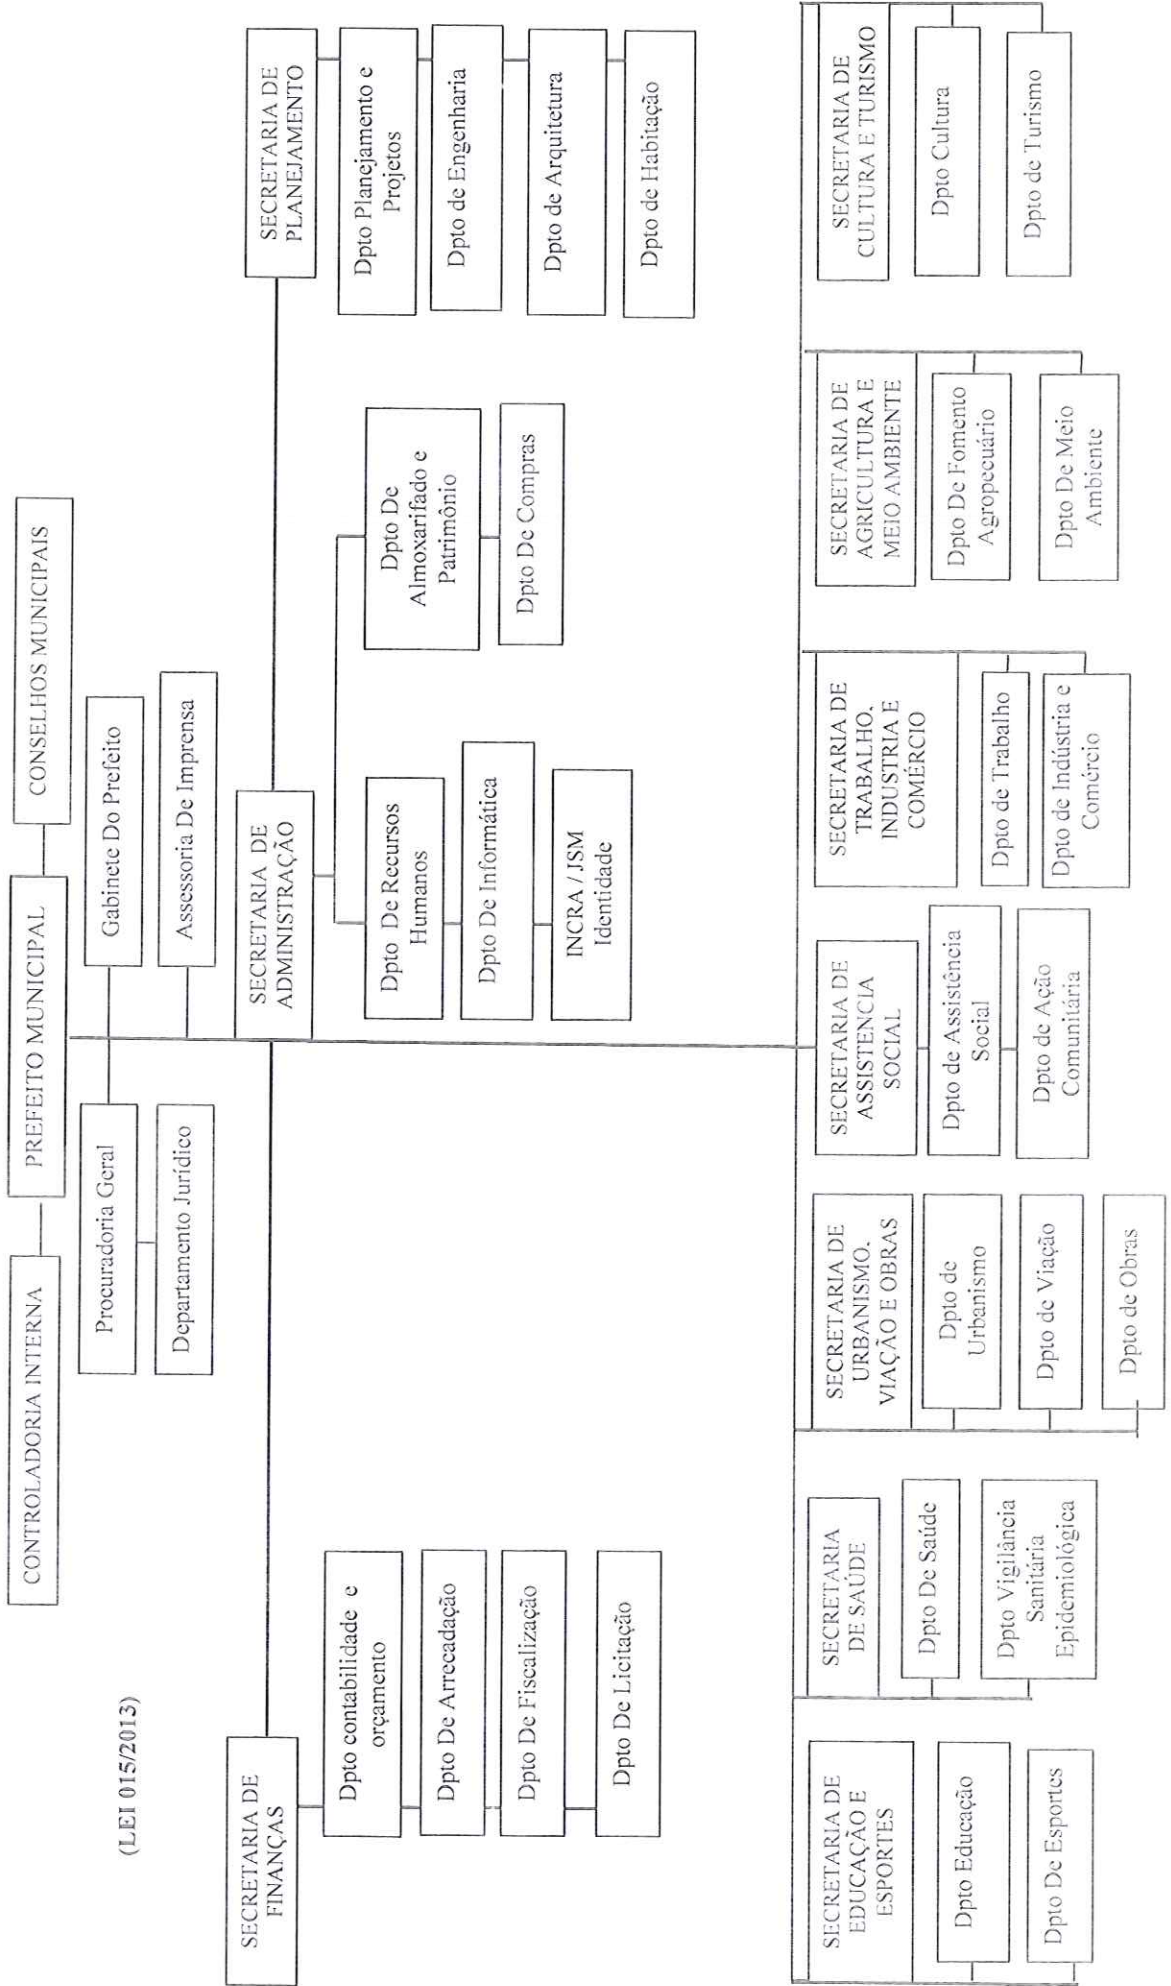 CONTROLADORIA INTERNA
PREFEITO MUNICIPAL
CONSELHOS MUNICIPAIS
(LEI 015/2013)
Procuradoria Geral
Departamento Jurídico
Gabinete Do Prefeito
Assessoria De Imprensa
SECRETARIA DE
FINANÇAS
Dpto contabilidade e
orçamento
Dpto De Arrecadação
Dpto De Fiscalização
Dpto De Licitação
SECRETARIA DE
ADMINISTRAÇÃO
Dpto De Recursos
Humanos
Dpto De Informática
INCRA / JSM
Identidade
Dpto De
Almoxarifado e
Patrimônio
Dpto De Compras
SECRETARIA DE
PLANEJAMENTO
Dpto Planejamento e
Projetos
Dpto de Engenharia
Dpto de Arquitetura
Dpto de Habitação
SECRETARIA DE
EDUCAÇÃO E
ESPORTES
Dpto Educação
Dpto De Esportes
SECRETARIA
DE SAÚDE
Dpto De Saúde
Dpto Vigilância
Sanitária
Epidemiológica
SECRETARIA DE
URBANISMO.
VIAÇÃO E OBRAS
Dpto de
Urbanismo
Dpto de Viação
Dpto de Obras
SECRETARIA DE
ASSISTENCIA
SOCIAL
Dpto de Assistência
Social
Dpto de Ação
Comunitária
SECRETARIA DE
TRABALHO.
INDUSTRIA E
COMÉRCIO
Dpto de Trabalho
Dpto de Indústria e
Comércio
SECRETARIA DE
AGRICULTURA E
MEIO AMBIENTE
Dpto De Fomento
Agropecuário
Dpto De Meio
Ambiente
SECRETARIA DE
CULTURA E TURISMO
Dpto Cultura
Dpto de Turismo